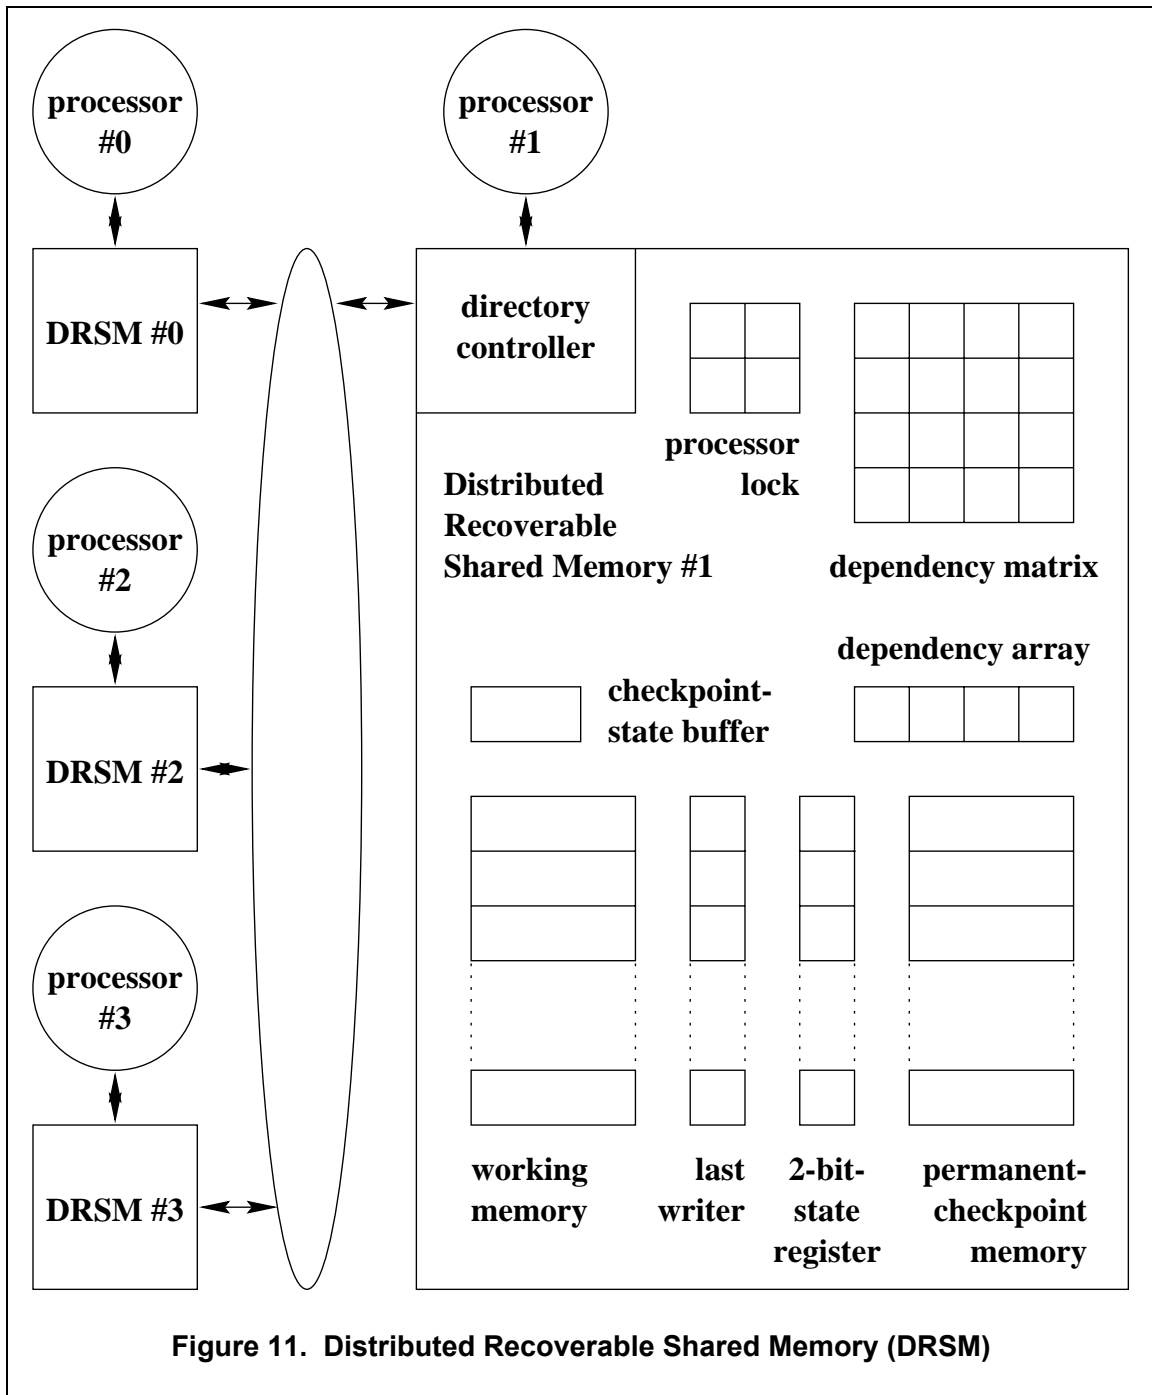 processor
#0
processor
#1
DRSM #0
directory
controller
processor
lock
Distributed
Recoverable
Shared Memory #1
dependency matrix
processor
#2
DRSM #2
dependency array
checkpoint-
state buffer
processor
#3
DRSM #3
working
memory
last
writer
2-bit-
state
register
permanent-
checkpoint
memory
Figure 11. Distributed Recoverable Shared Memory (DRSM)